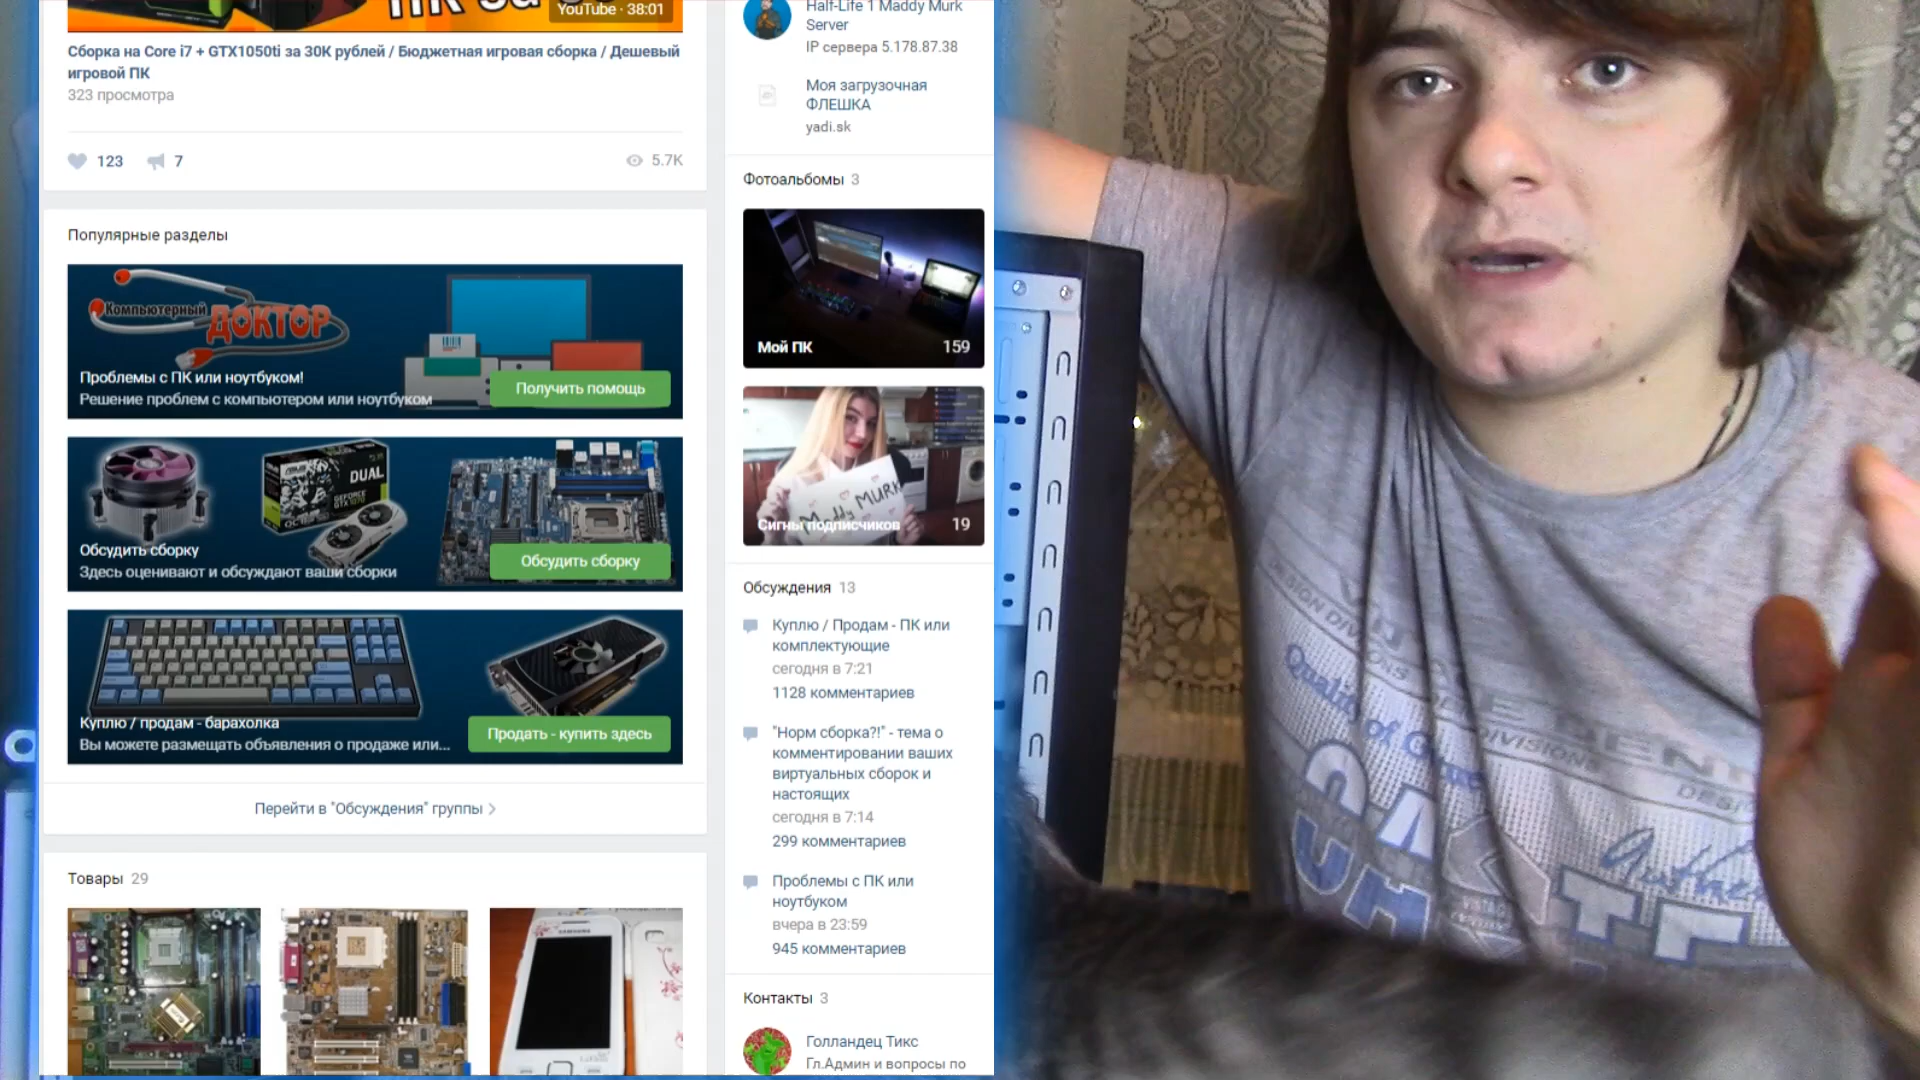 YouTube · 38:01
Сборка на Core i7 + GTX1050ti за 30К рублей / Бюджетная игровая сборка / Дешевый
игровой ПК
323 просмотра
123
7
5.7K
Популярные разделы
Компьютерный
ДОКТОР
Проблемы с ПК или ноутбуком!
Решение проблем с компьютером или ноутбуком
Получить помощь
DUAL
Обсудить сборку
Здесь оценивают и обсуждают ваши сборки
Обсудить сборку
Куплю / продам - барахолка
Вы можете размещать объявления о продаже или...
Продать - купить здесь
Перейти в "Обсуждения" группы
Товары 29
SAMSUNG
Half-Life 1 Maddy Murk
Server
IP сервера 5.178.87.38
Моя загрузочная
ФЛЕШКА
yadi.sk
Фотоальбомы 3
Мой ПК
159
Maddy MURK
Сигны подписчиков
19
Обсуждения 13
Куплю / Продам - ПК или
комплектующие
сегодня в 7:21
1128 комментариев
"Норм сборка?!" - тема о
комментировании ваших
виртуальных сборок и
настоящих
сегодня в 7:14
299 комментариев
Проблемы с ПК или
ноутбуком
вчера в 23:59
945 комментариев
Контакты 3
Голландец Тикс
Гл.Админ и вопросы по
Quality of